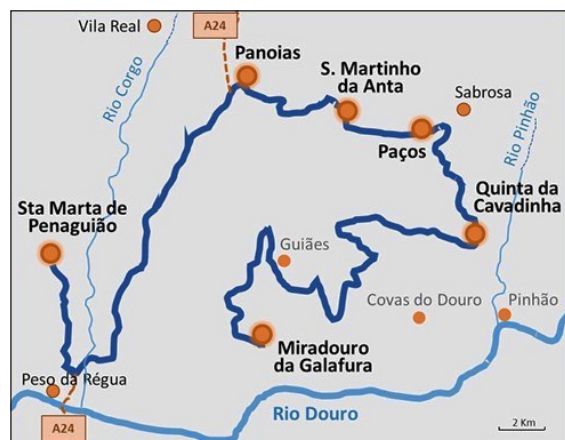 Vila Real
A24
Rio Corgo
Panoias
S. Martinho
da Anta
Sabrosa
Paços
Rio Pinhão
Sta Marta de
Penaguião
Quinta da
Cavadinha
Guiães
Covas do Douro
Pinhão
Miradouro
da Galafura
Peso da Régua
Rio Douro
A24
2 Km